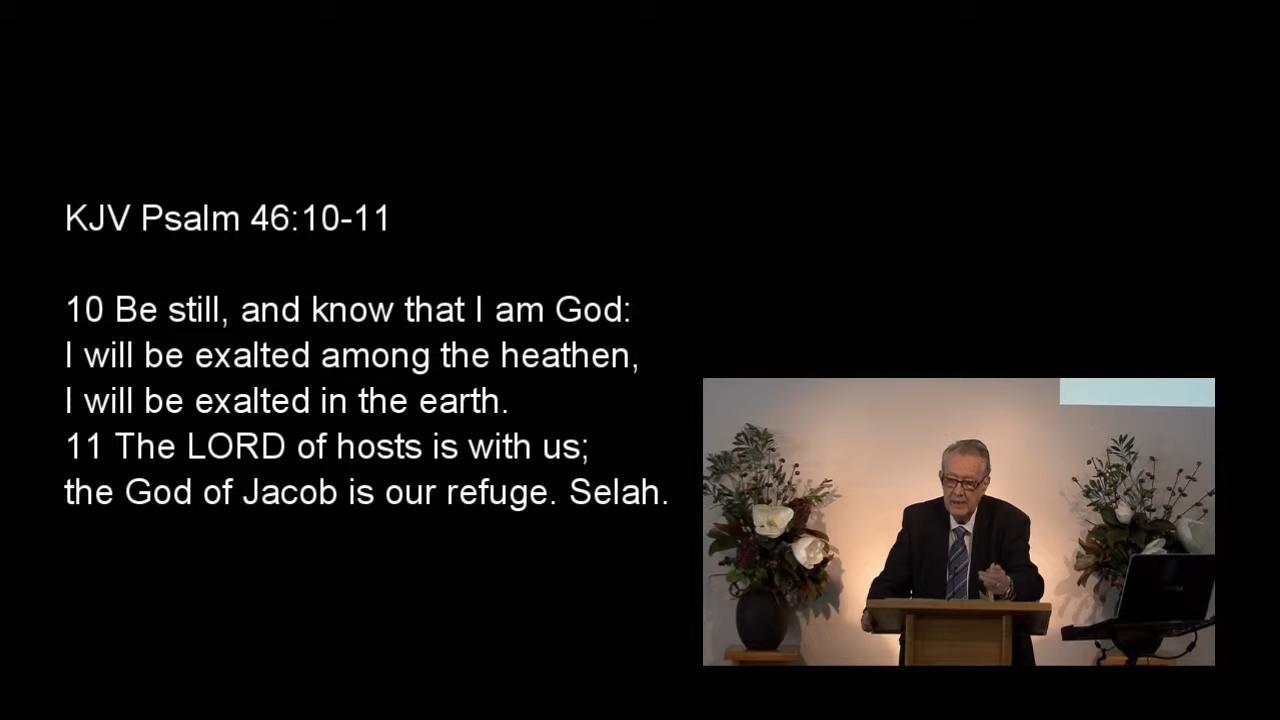 KJV Psalm 46:10-11
10 Be still, and know that I am God:
I will be exalted among the heathen,
I will be exalted in the earth.
11 The LORD of hosts is with us;
the God of Jacob is our refuge. Selah.